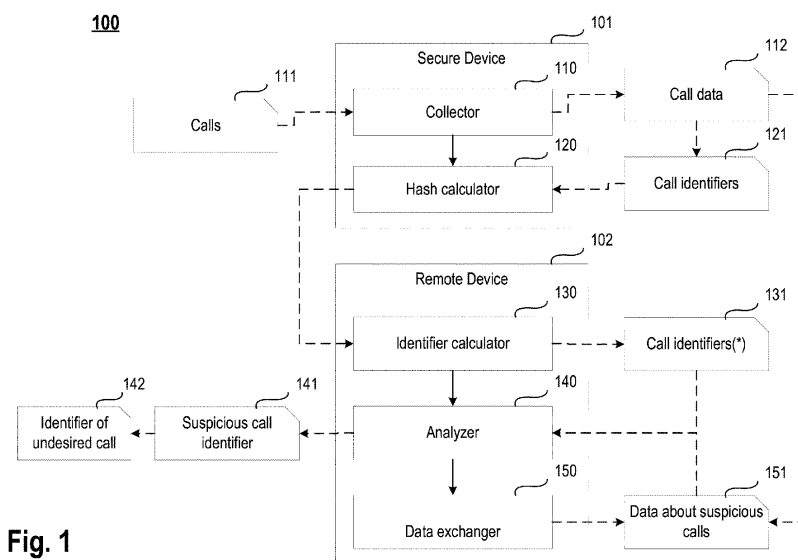 100
101
112
Secure Device
111
110
Call data
Calls
Collector
120
121
Hash calculator
Call identifiers
102
Remote Device
130
131
Identifier calculator
Call identifiers(*)
142
141
140
Identifier of
undesired call
Suspicious call
identifier
Analyzer
150
151
Data exchanger
Data about suspicious
calls
Fig. 1